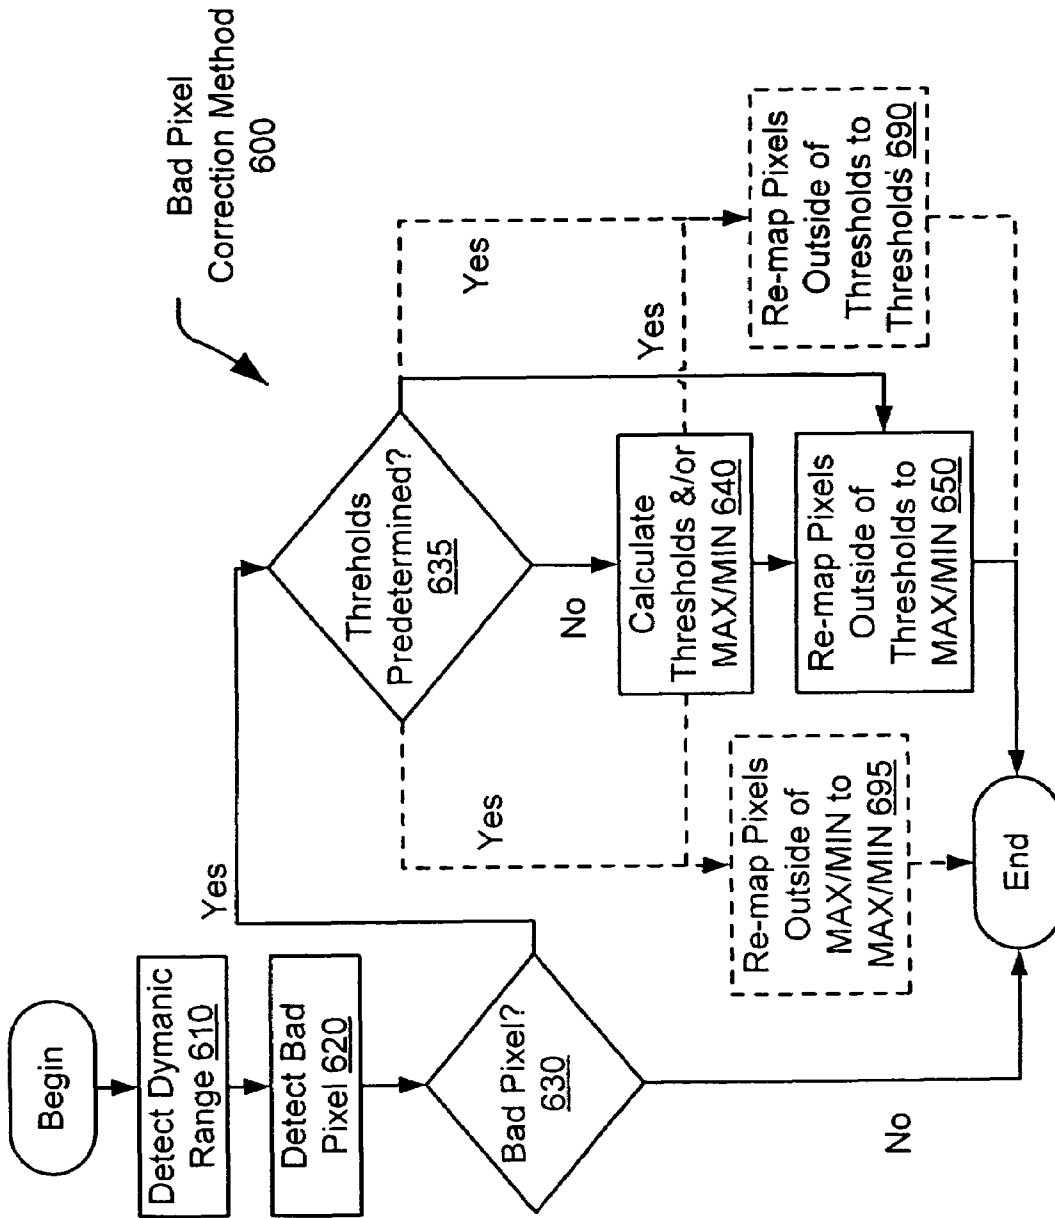 Bad Pixel
Correction Method
600
Begin
Detect Dymanic
Range 610
Detect Bad
Pixel 620
Bad Pixel?
630
Yes
No
Threholds
Predetermined?
635
Yes
Yes
Yes
No
Calculate
Thresholds &/or
MAX/MIN 640
Re-map Pixels
Outside of
Thresholds to
MAX/MIN 650
Re-map Pixels
Outside of
Thresholds to
Thresholds 690
Re-map Pixels
Outside of
MAX/MIN to
MAX/MIN 695
End